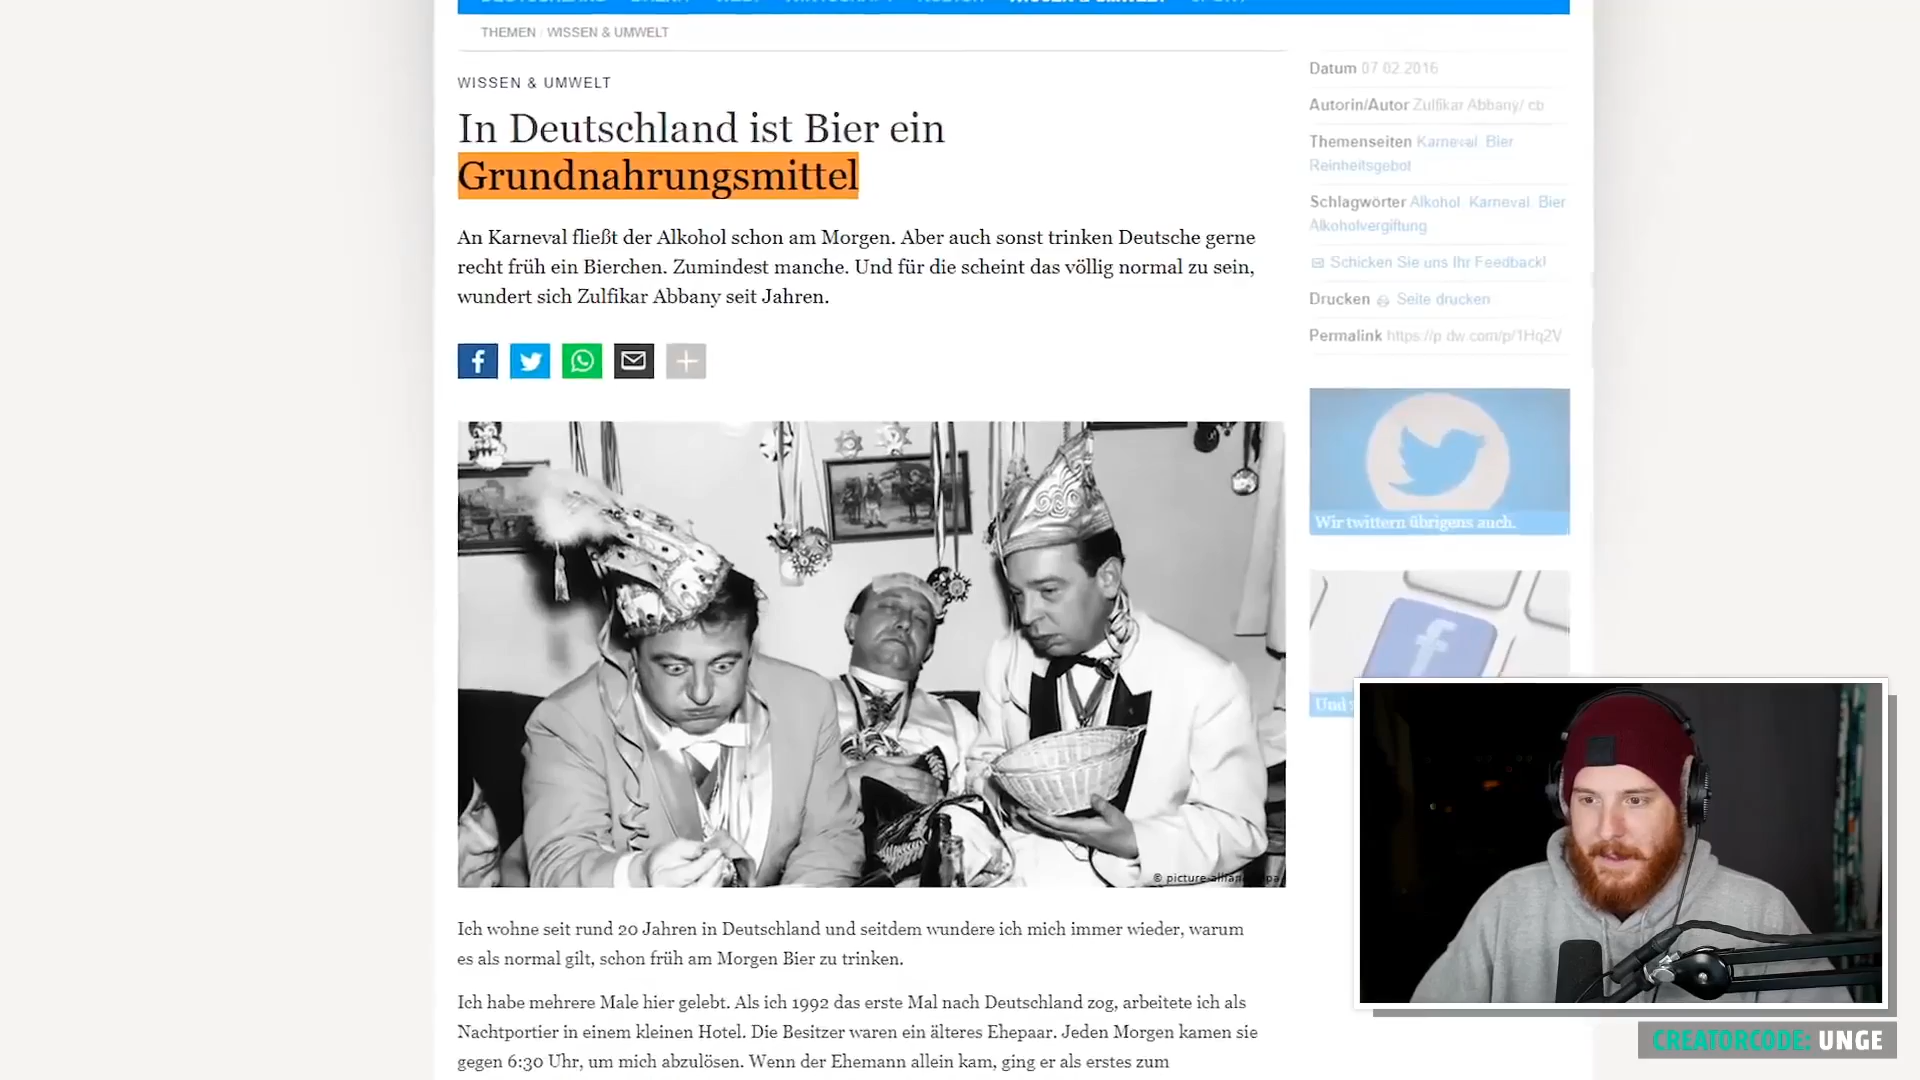 THEMEN / WISSEN & UMWELT
WISSEN & UMWELT
In Deutschland ist Bier ein
Grundnahrungsmittel
An Karneval fließt der Alkohol schon am Morgen. Aber auch sonst trinken Deutsche gerne
recht früh ein Bierchen. Zumindest manche. Und für die scheint das völlig normal zu sein,
wundert sich Zulfikar Abbany seit Jahren.
© picture-allian
Ich wohne seit rund 20 Jahren in Deutschland und seitdem wundere ich mich immer wieder, warum
es als normal gilt, schon früh am Morgen Bier zu trinken.
Ich habe mehrere Male hier gelebt. Als ich 1992 das erste Mal nach Deutschland zog, arbeitete ich als
Nachtportier in einem kleinen Hotel. Die Besitzer waren ein älteres Ehepaar. Jeden Morgen kamen sie
gegen 6:30 Uhr, um mich abzulösen. Wenn der Ehemann allein kam, ging er als erstes zum
Datum 07.02.2016
Autorin/Autor Zulfikar Abbany/ cb
Themenseiten Karneval, Bier,
Reinheitsgebot
Schlagwörter Alkohol, Karneval, Bier,
Alkoholvergiftung
Schicken Sie uns Ihr Feedback!
Drucken Seite drucken
Permalink https://p.dw.com/p/1Hq2V
Wir twittern übrigens auch.
Und
CREATORCODE: UNGE